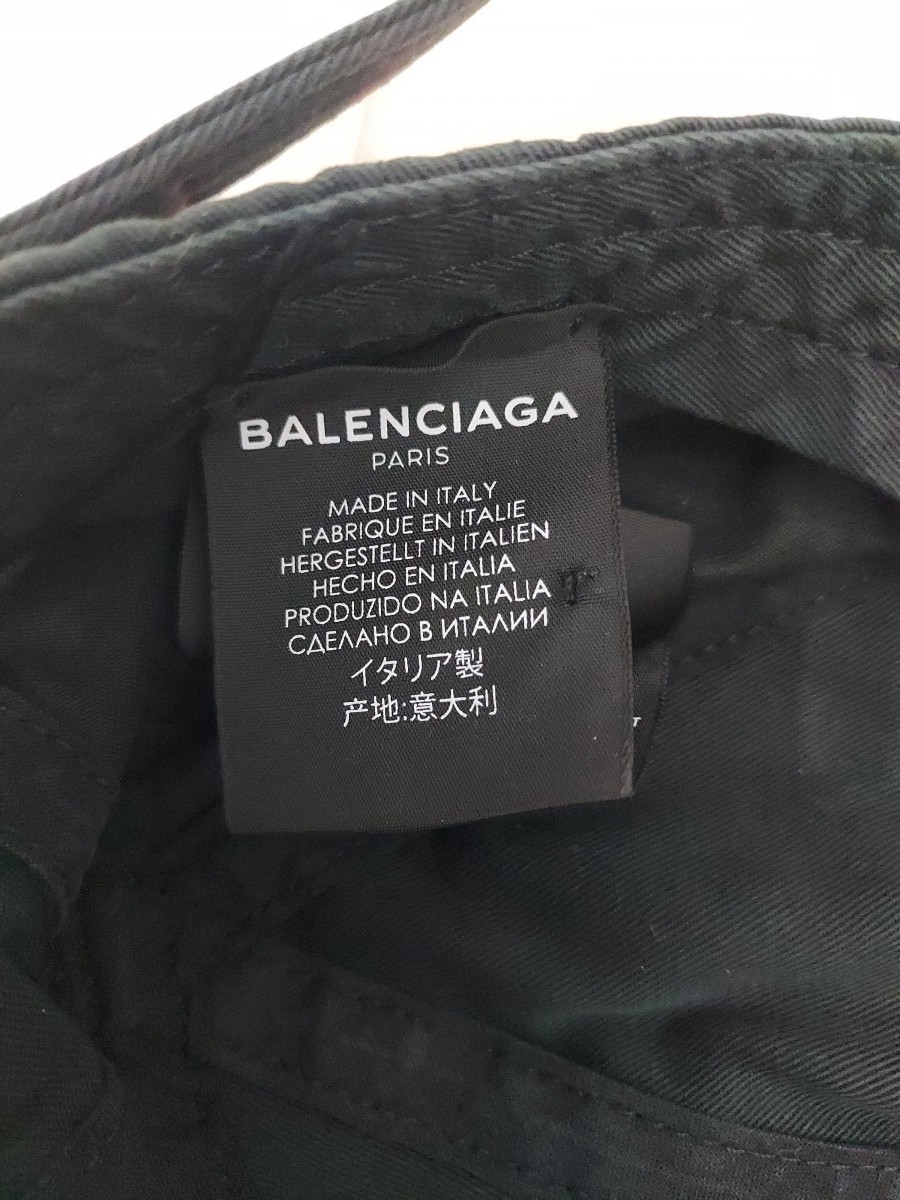 BALENCIAGA
PARIS
MADE IN ITALY
FABRIQUE EN ITALIE
HERGESTELLT IN ITALIEN
HECHO EN ITALIA
PRODUZIDO NA ITALIA
СДЕЛАНО В ИТАЛИИ
イタリア製
产地:意大利